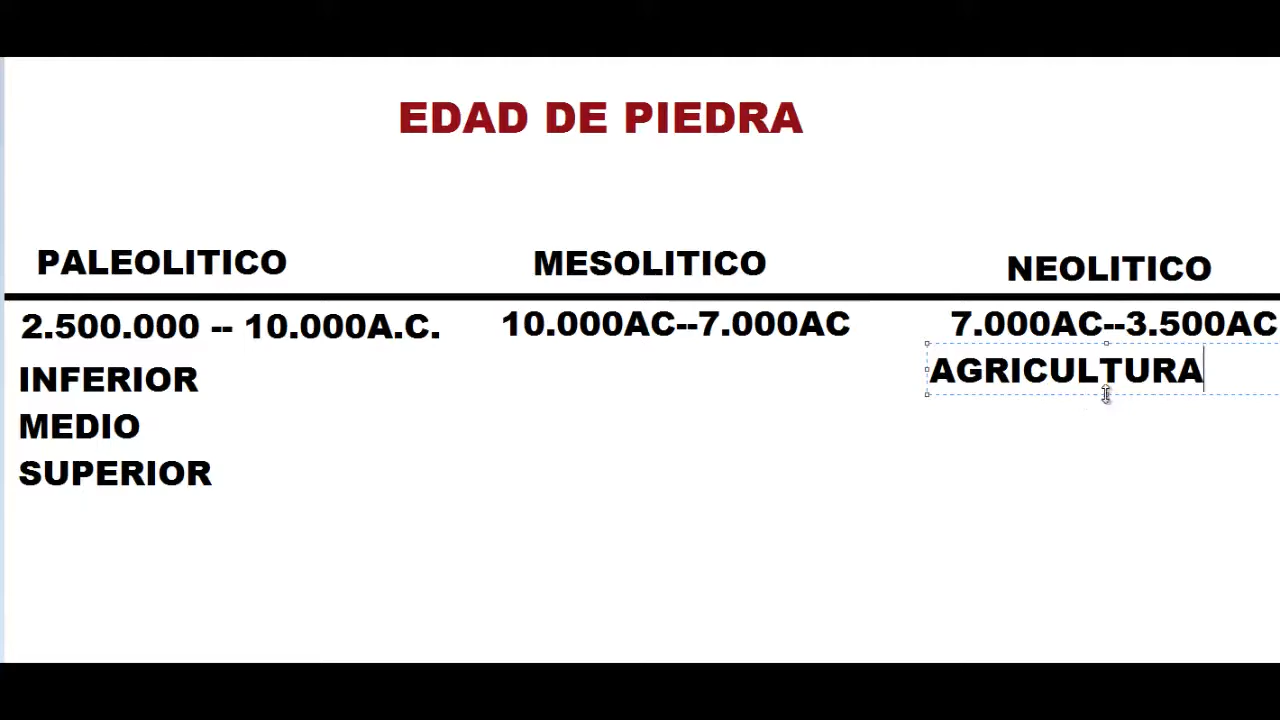 EDAD DE PIEDRA
PALEOLITICO
MESOLITICO
NEOLITICO
2.500.000 -- 10.000A.C.
10.000AC--7.000AC
7.000AC--3.500AC
INFERIOR
AGRICULTURA
MEDIO
SUPERIOR